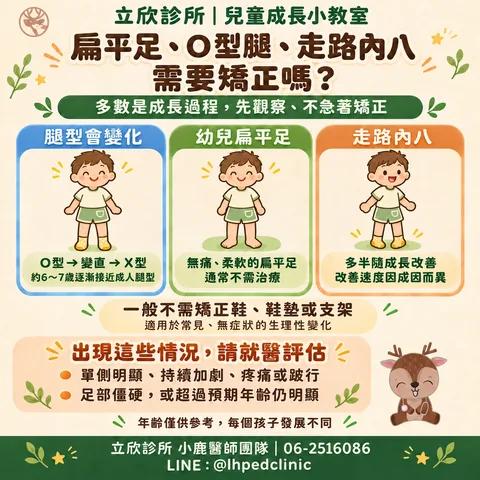 立欣診所｜兒童成長小教室
扁平足、O型腿、走路內八
需要矯正嗎？
多數是成長過程，先觀察、不急著矯正
腿型會變化
O型→變直→X型
約6～7歲逐漸接近成人腿型
幼兒扁平足
無痛、柔軟的扁平足
通常不需治療
走路內八
多半隨成長改善
改善速度因成因而異
一般不需矯正鞋、鞋墊或支架
適用於常見、無症狀的生理性變化
出現這些情況，請就醫評估
單側明顯、持續加劇、疼痛或跛行
足部僵硬，或超過預期年齡仍明顯
年齡僅供參考，每個孩子發展不同
立欣診所 小鹿醫師團隊｜06-2516086
LINE：@lhpedclinic